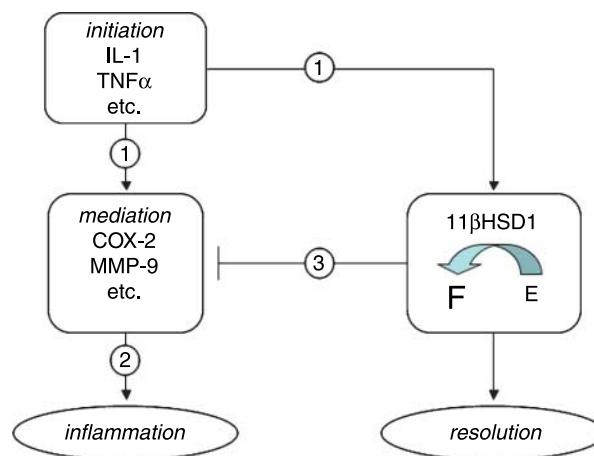 initiation
IL-1
TNFα
etc.
1
1
mediation
COX-2
MMP-9
etc.
3
11βHSD1
F E
2
inflammation
resolution